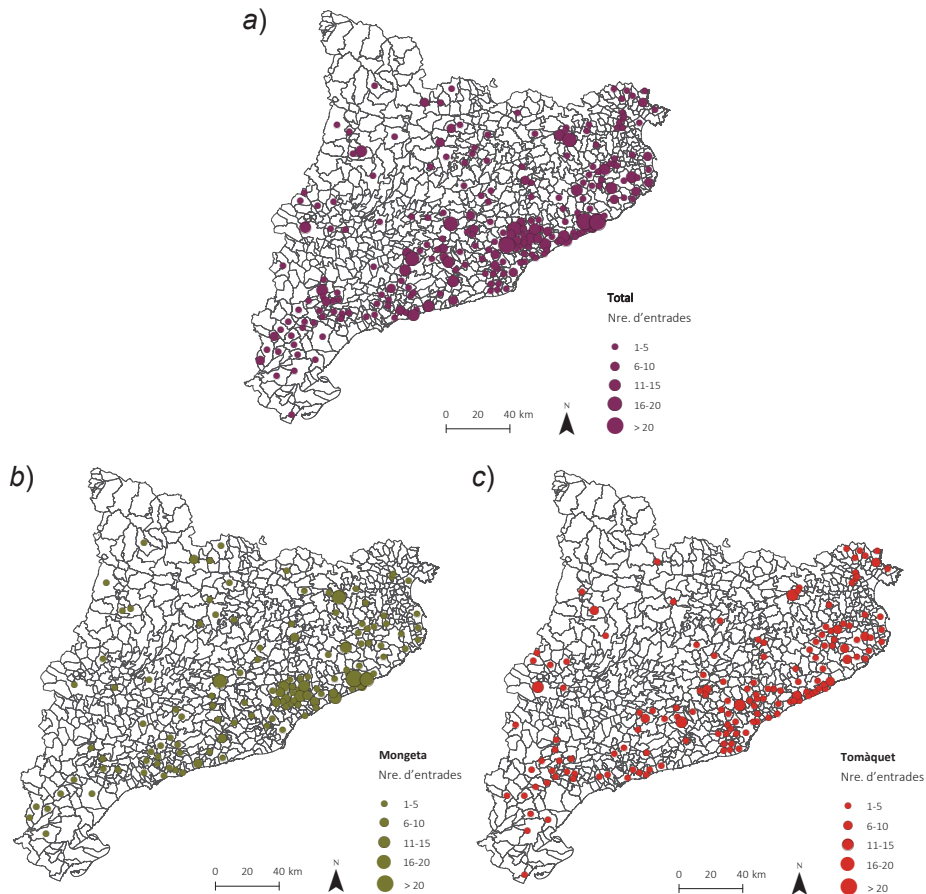 a)
Total
Nre. d'entrades
1-5
6-10
11-15
16-20
> 20
0 20 40 km
N
b)
Mongeta
Nre. d'entrades
1-5
6-10
11-15
16-20
> 20
0 20 40 km
N
c)
Tomàquet
Nre. d'entrades
1-5
6-10
11-15
16-20
> 20
0 20 40 km
N